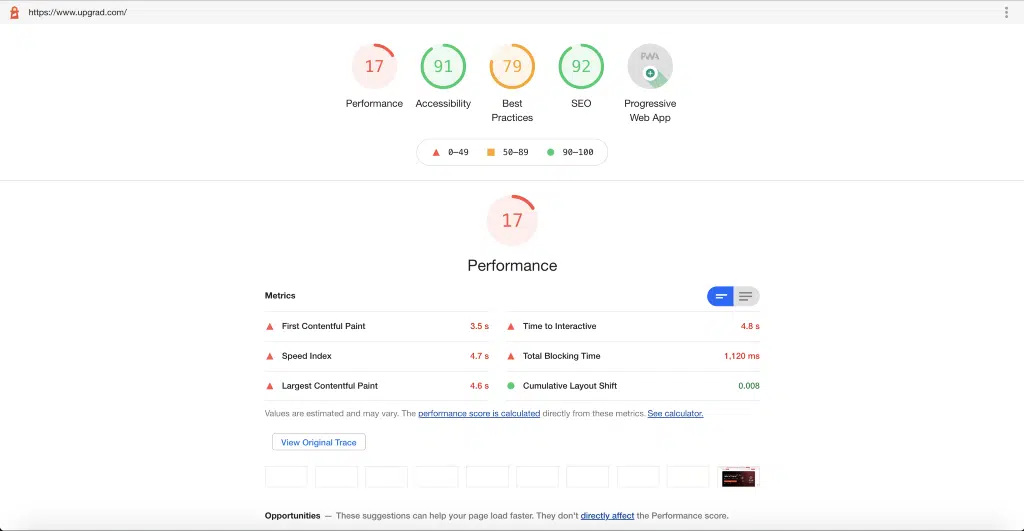 https://www.upgrad.com/
17 91 79 92 PWA
Performance Accessibility Best Practices SEO Progressive Web App
0–49 50–89 90–100
17
Performance
Metrics
First Contentful Paint 3.5 s Time to Interactive 4.8 s
Speed Index 4.7 s Total Blocking Time 1,120 ms
Largest Contentful Paint 4.6 s Cumulative Layout Shift 0.008
Values are estimated and may vary. The performance score is calculated directly from these metrics. See calculator.
View Original Trace
Opportunities — These suggestions can help your page load faster. They don't directly affect the Performance score.